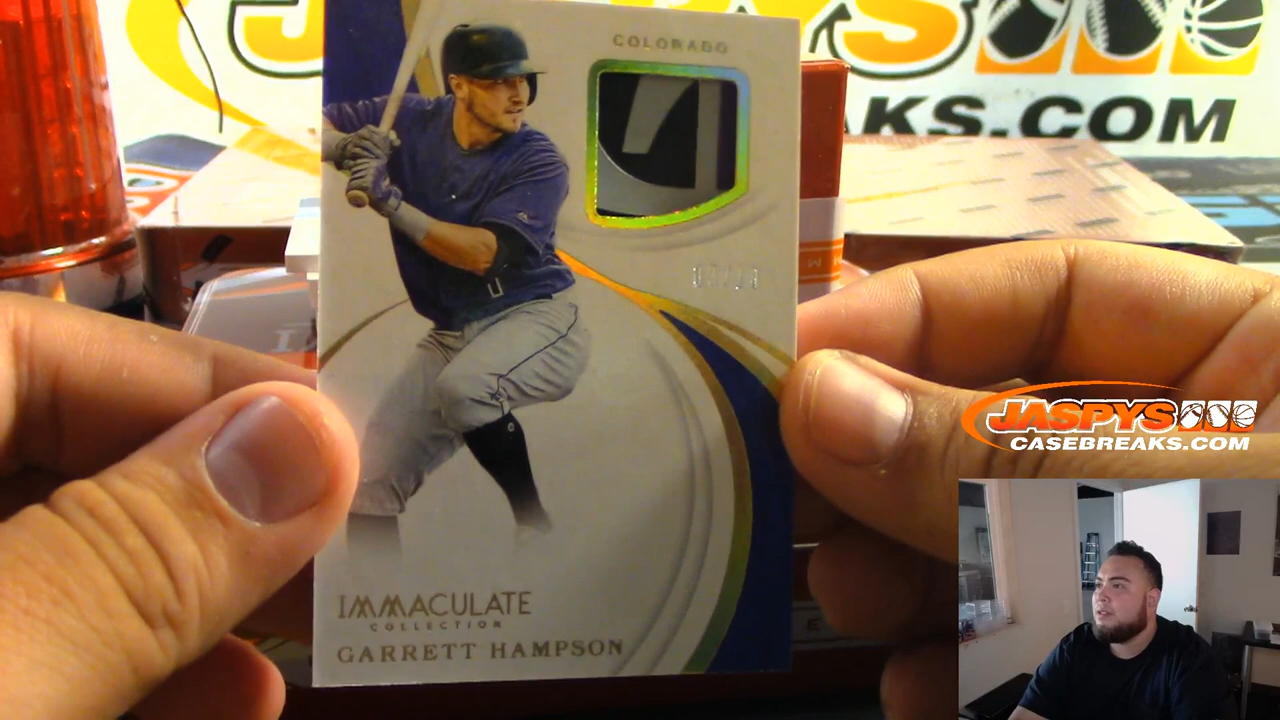 COLORADO
AKS.COM
IMMACULATE
COLLECTION
GARRETT HAMPSON
JASPYS
CASEBREAKS.COM